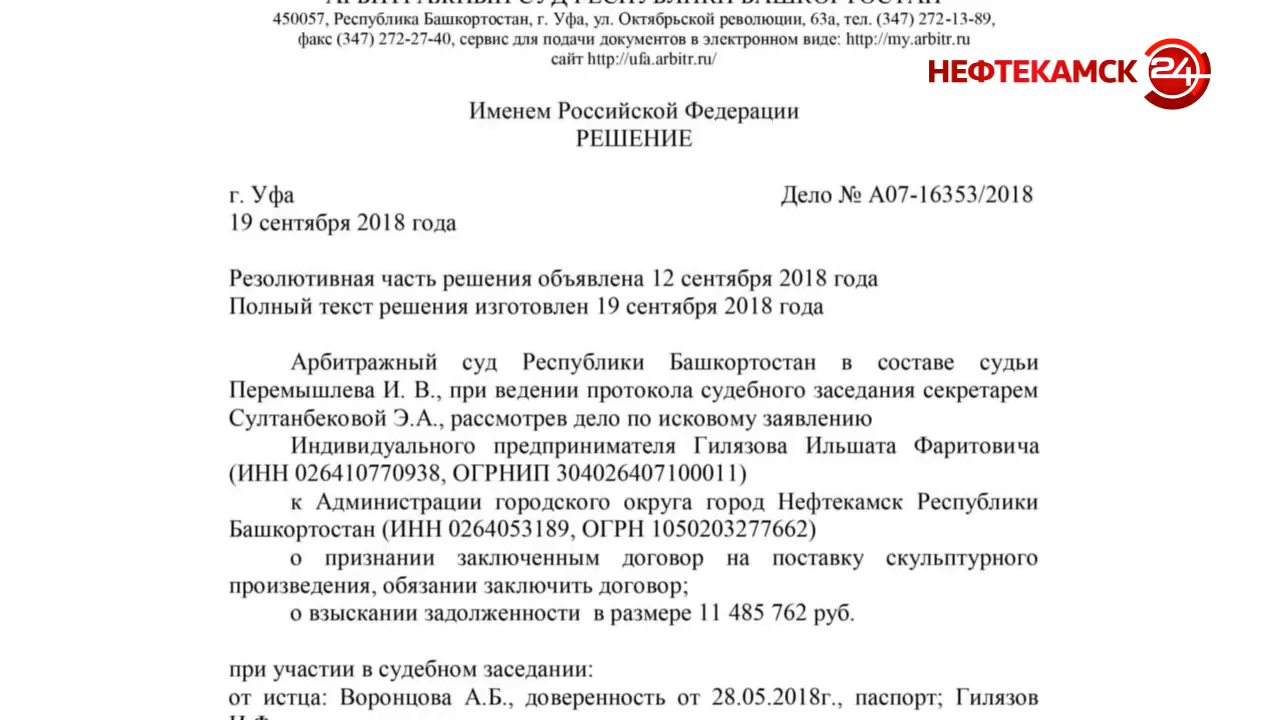 АРБИТРАЖНЫЙ СУД РЕСПУБЛИКИ БАШКОРТОСТАН
450057, Республика Башкортостан, г. Уфа, ул. Октябрьской революции, 63а, тел. (347) 272-13-89,
факс (347) 272-27-40, сервис для подачи документов в электронном виде: http://my.arbitr.ru
сайт http://ufa.arbitr.ru/
НЕФТЕКАМСК 24
Именем Российской Федерации
РЕШЕНИЕ
г. Уфа Дело № А07-16353/2018
19 сентября 2018 года
Резолютивная часть решения объявлена 12 сентября 2018 года
Полный текст решения изготовлен 19 сентября 2018 года
Арбитражный суд Республики Башкортостан в составе судьи
Перемышлева И. В., при ведении протокола судебного заседания секретарем
Султанбековой Э.А., рассмотрев дело по исковому заявлению
Индивидуального предпринимателя Гилязова Ильшата Фаритовича
(ИНН 026410770938, ОГРНИП 304026407100011)
к Администрации городского округа город Нефтекамск Республики
Башкортостан (ИНН 0264053189, ОГРН 1050203277662)
о признании заключенным договор на поставку скульптурного
произведения, обязании заключить договор;
о взыскании задолженности в размере 11 485 762 руб.
при участии в судебном заседании:
от истца: Воронцова А.Б., доверенность от 28.05.2018г., паспорт; Гилязов